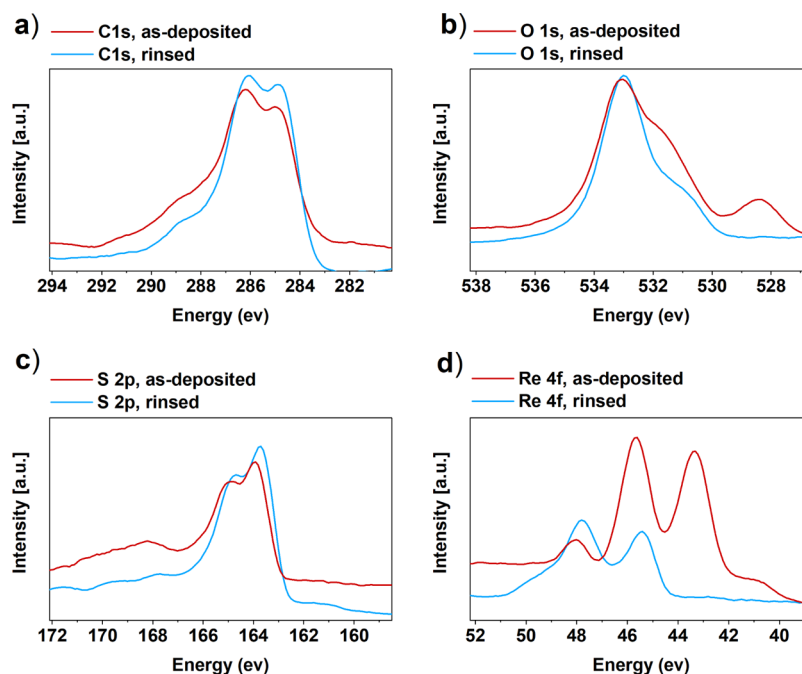 a)
C1s, as-deposited
C1s, rinsed
Intensity [a.u.]
294 292 290 288 286 284 282
Energy (ev)
b)
O 1s, as-deposited
O 1s, rinsed
Intensity [a.u.]
538 536 534 532 530 528
Energy (ev)
c)
S 2p, as-deposited
S 2p, rinsed
Intensity [a.u.]
172 170 168 166 164 162 160
Energy (ev)
d)
Re 4f, as-deposited
Re 4f, rinsed
Intensity [a.u.]
52 50 48 46 44 42 40
Energy (ev)